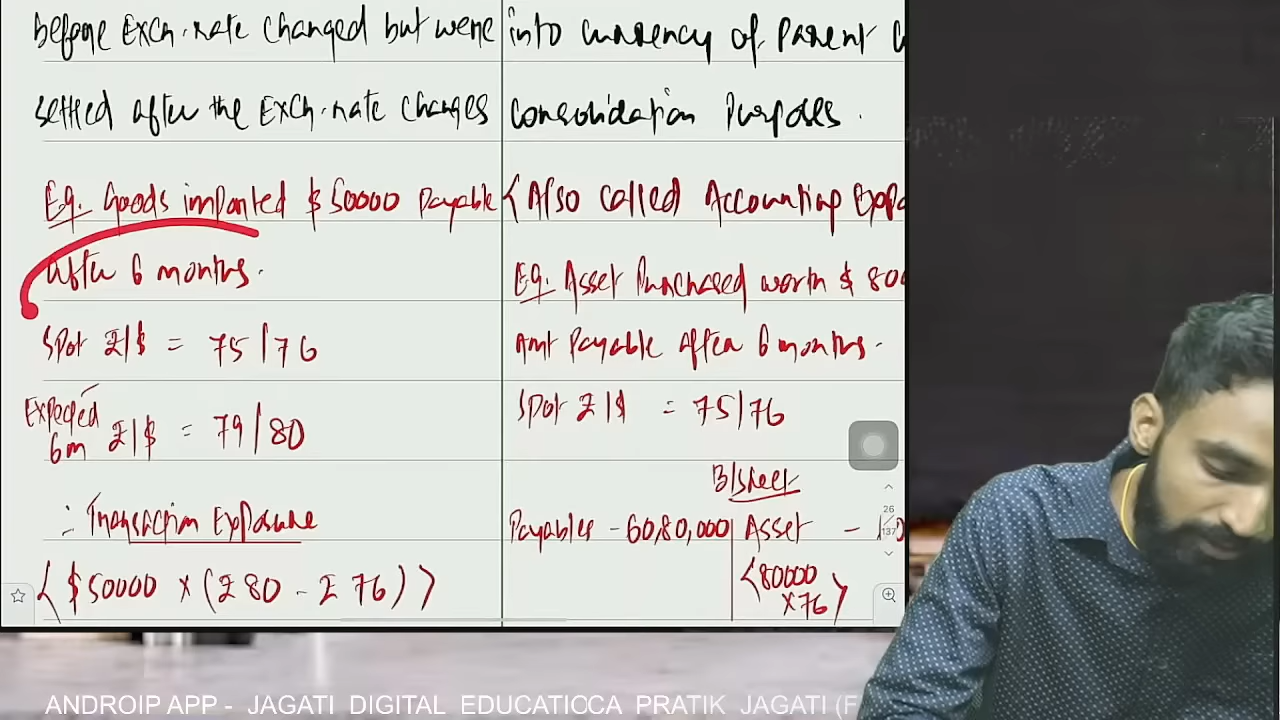 before Exch. rate changed but were
settled after the Exch. rate changes
Eg. Goods imported $ 50000 Payable
after 6 months.
Spot ₹/$ = 75/76
Expected
6m ₹/$ = 79/80
∴ Transaction Exposure
< $ 50000 × (₹ 80 - ₹ 76) >
into currency of Parent
Consolidation Purposes.
< Also called Accounting
Eg. Asset Purchased worth $
Amt Payable After 6 months.
Spot ₹/$ = 75/76
B/sheet
Payables - 60,80,000 Asset -
< 80000
×76 >
26
137
ANDROIP APP - JAGATI DIGITAL EDUCATIOCCA PRATIK JAGATI (F